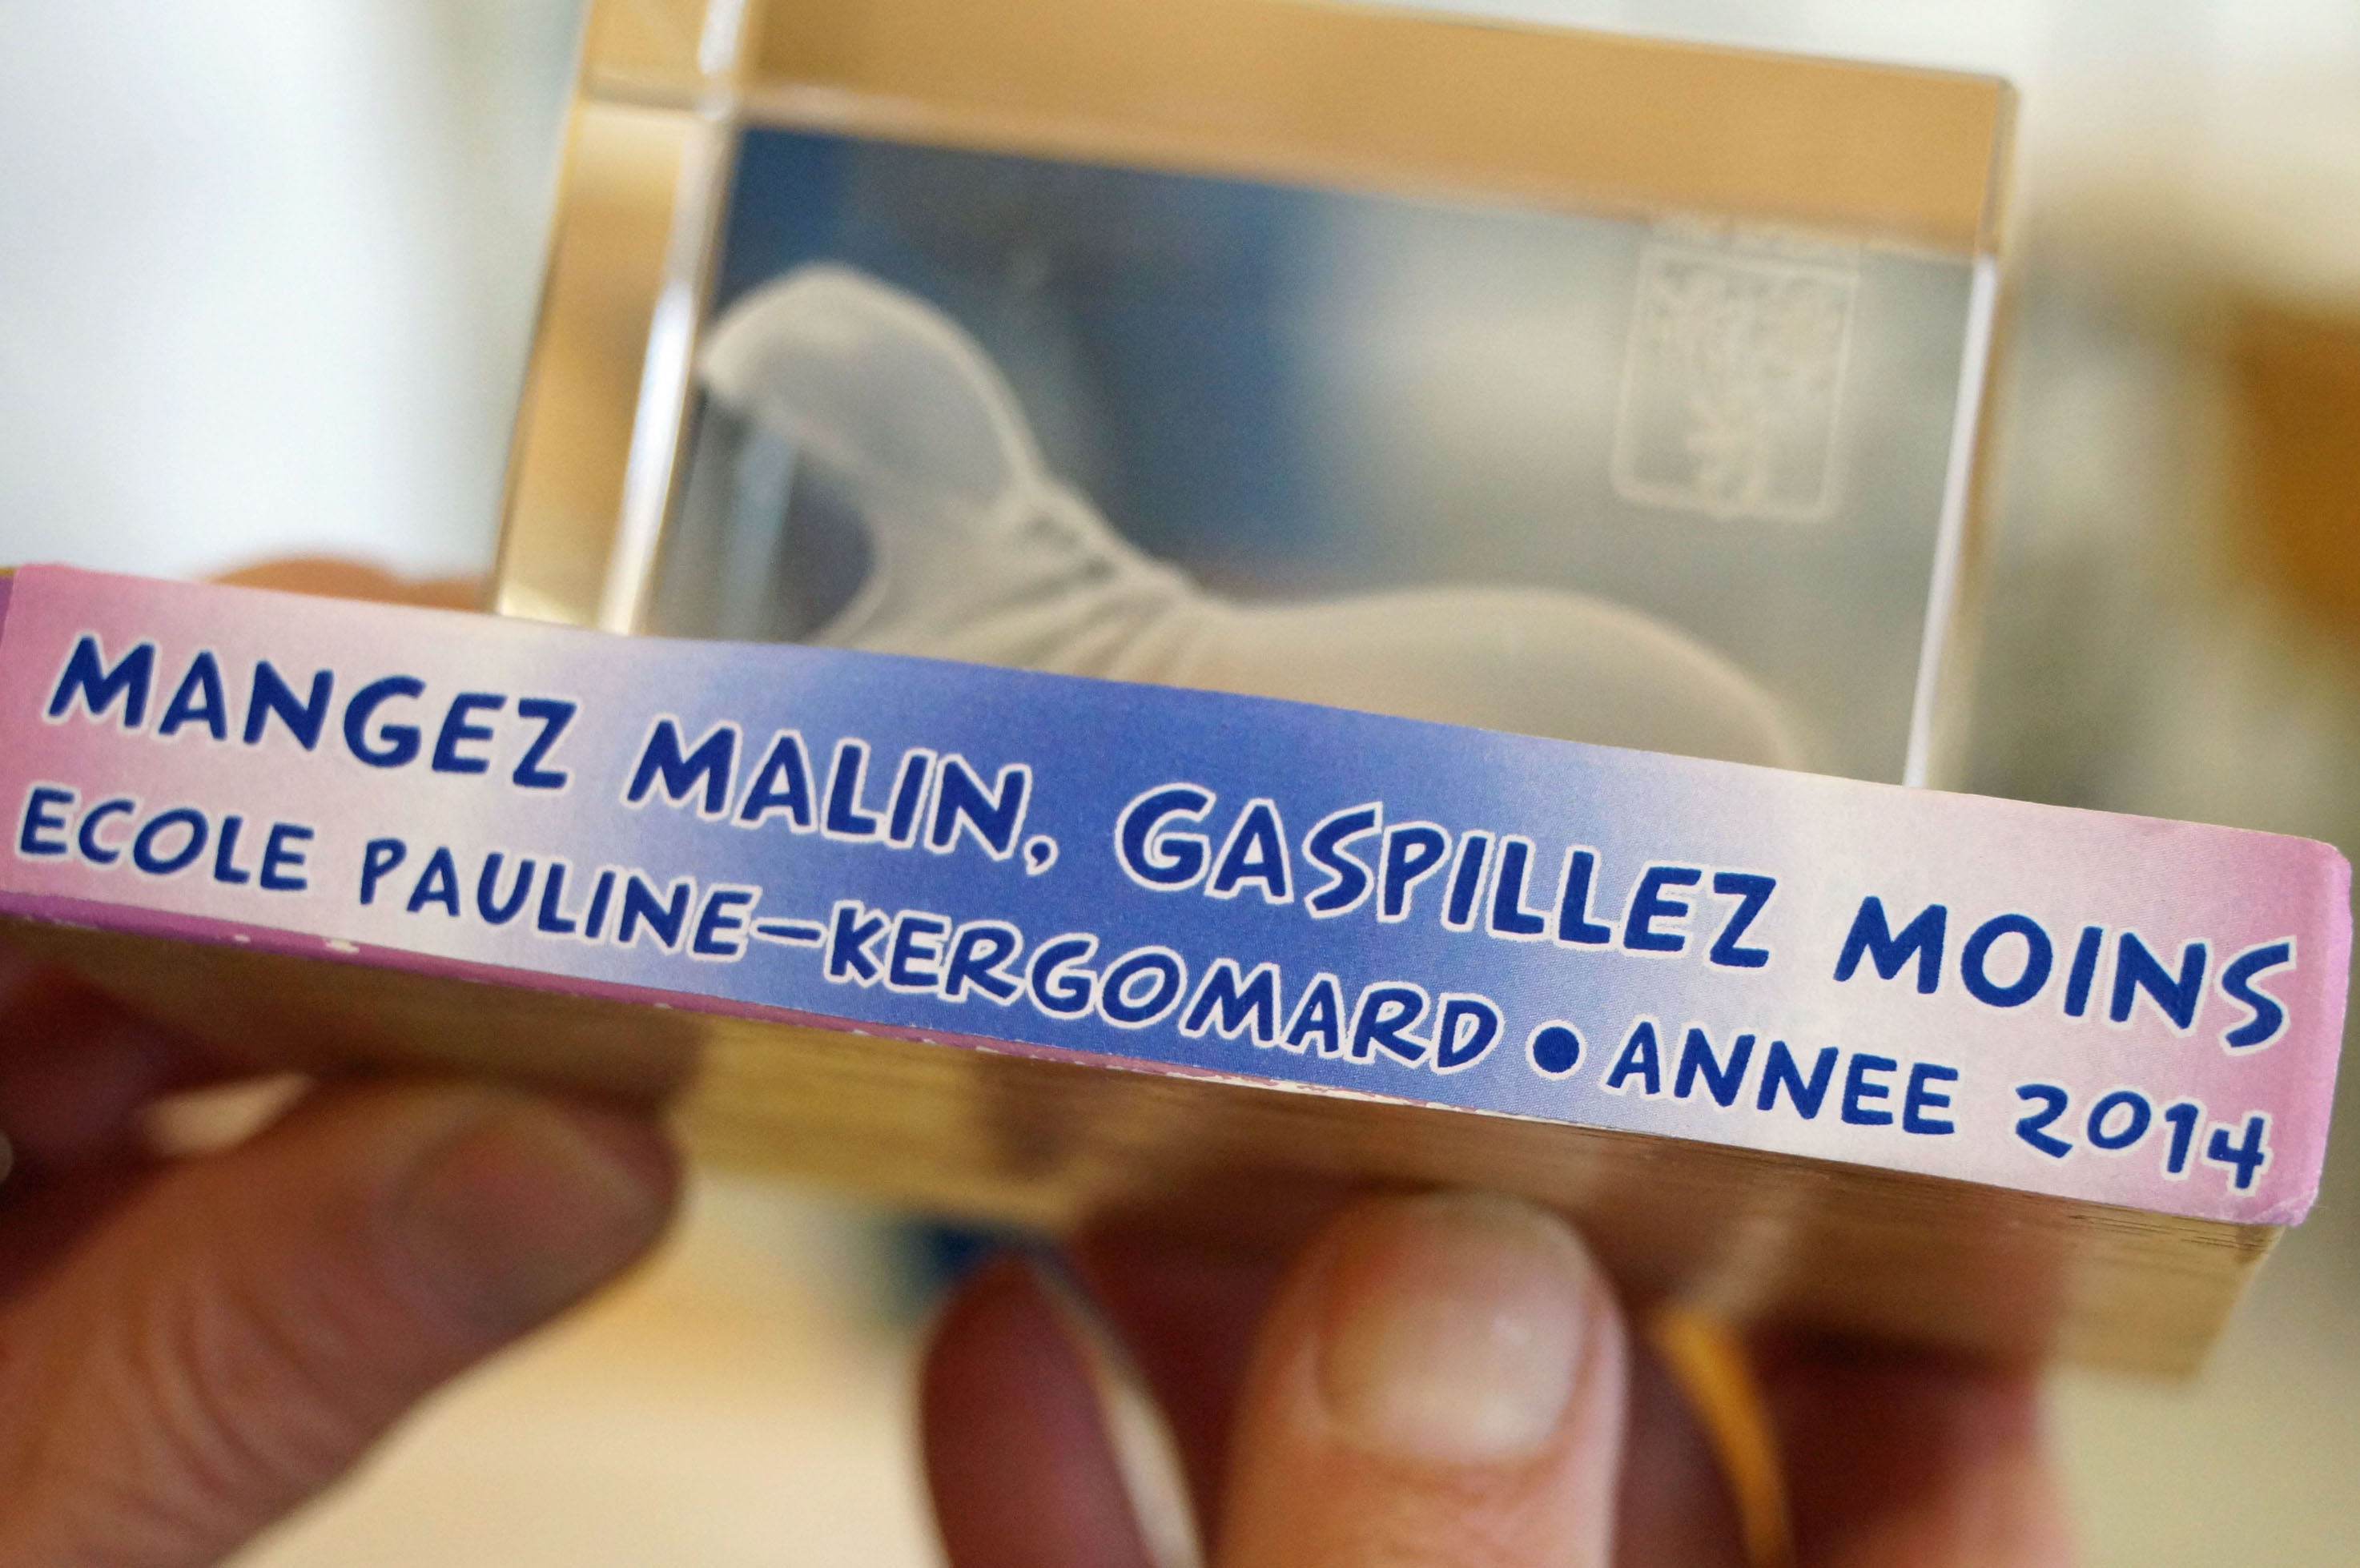 MANGEZ MALIN, GASPILLEZ MOINS
ECOLE PAULINE-KERGOMARD • ANNEE 2014